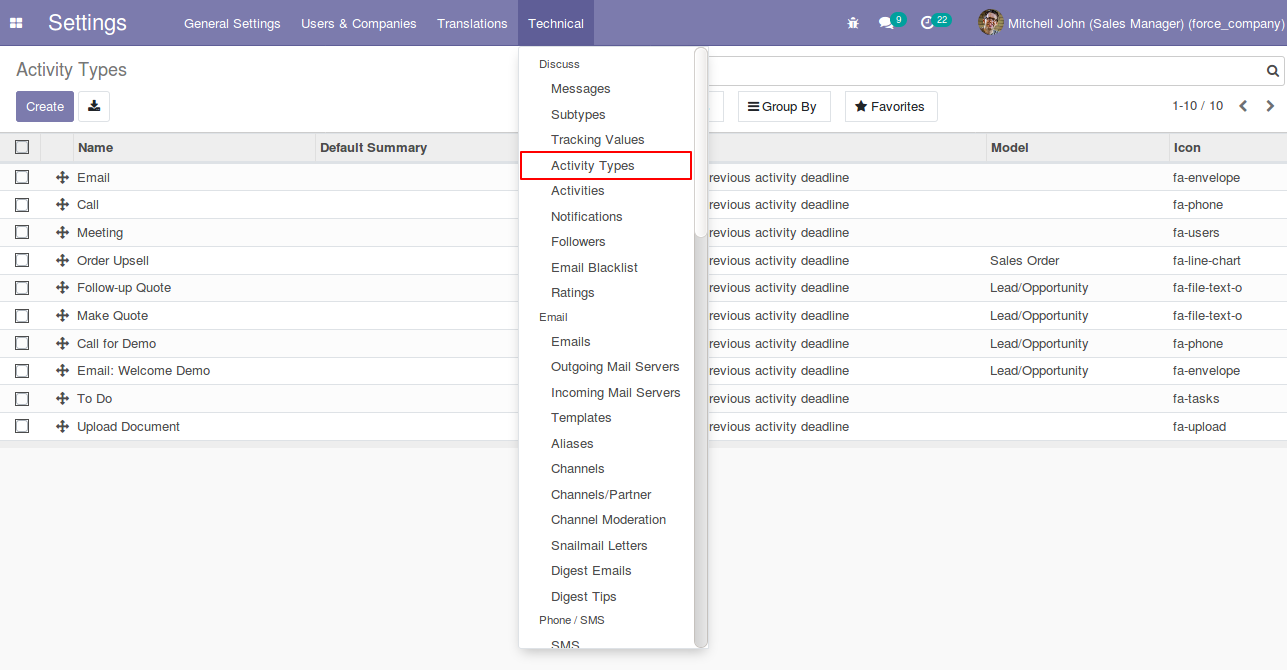 Settings General Settings Users & Companies Translations Technical 9 22 Mitchell John (Sales Manager) (force_company)
Activity Types
Create Group By Favorites 1-10 / 10
Name Default Summary Model Icon
Email revious activity deadline fa-envelope
Call revious activity deadline fa-phone
Meeting revious activity deadline fa-users
Order Upsell revious activity deadline Sales Order fa-line-chart
Follow-up Quote revious activity deadline Lead/Opportunity fa-file-text-o
Make Quote revious activity deadline Lead/Opportunity fa-file-text-o
Call for Demo revious activity deadline Lead/Opportunity fa-phone
Email: Welcome Demo revious activity deadline Lead/Opportunity fa-envelope
To Do revious activity deadline fa-tasks
Upload Document revious activity deadline fa-upload
Discuss
Messages
Subtypes
Tracking Values
Activity Types
Activities
Notifications
Followers
Email Blacklist
Ratings
Email
Emails
Outgoing Mail Servers
Incoming Mail Servers
Templates
Aliases
Channels
Channels/Partner
Channel Moderation
Snailmail Letters
Digest Emails
Digest Tips
Phone / SMS
SMS